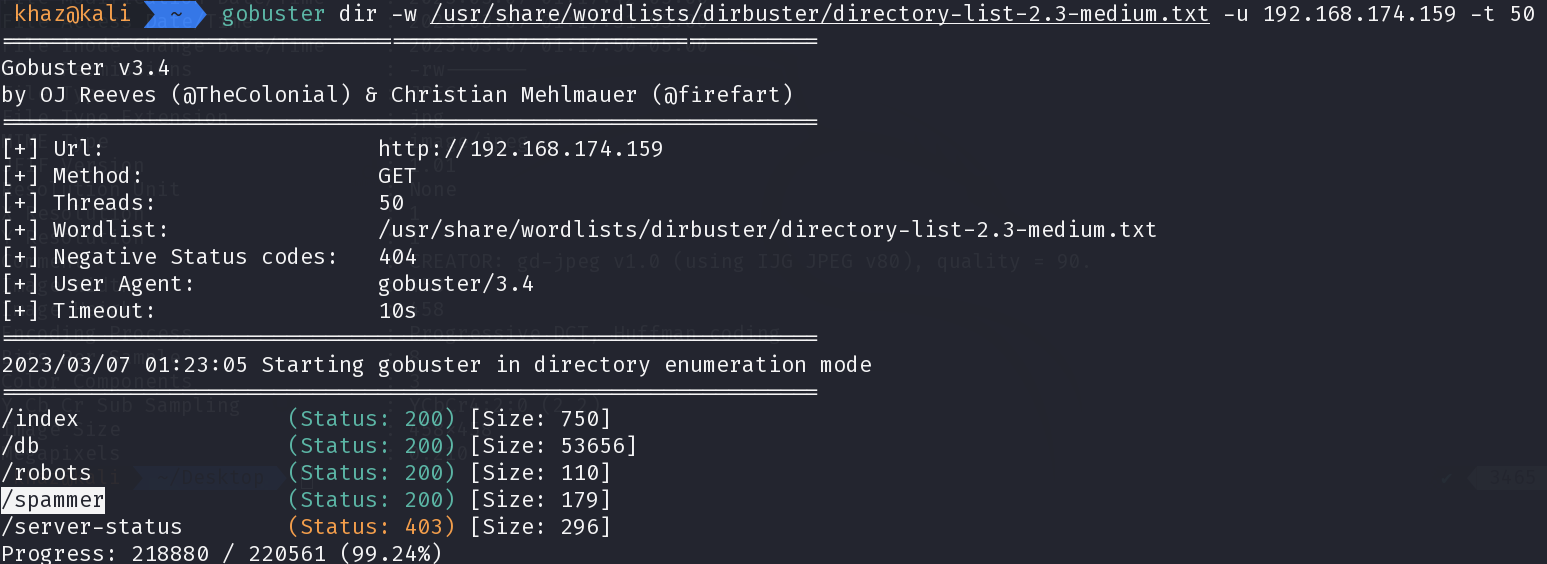 khaz@kali ~ gobuster dir -w /usr/share/wordlists/dirbuster/directory-list-2.3-medium.txt -u 192.168.174.159 -t 50
===============================================================
Gobuster v3.4
by OJ Reeves (@TheColonial) & Christian Mehlmauer (@firefart)
===============================================================
[+] Url: http://192.168.174.159
[+] Method: GET
[+] Threads: 50
[+] Wordlist: /usr/share/wordlists/dirbuster/directory-list-2.3-medium.txt
[+] Negative Status codes: 404
[+] User Agent: gobuster/3.4
[+] Timeout: 10s
===============================================================
2023/03/07 01:23:05 Starting gobuster in directory enumeration mode
===============================================================
/index (Status: 200) [Size: 750]
/db (Status: 200) [Size: 53656]
/robots (Status: 200) [Size: 110]
/spammer (Status: 200) [Size: 179]
/server-status (Status: 403) [Size: 296]
Progress: 218880 / 220561 (99.24%)